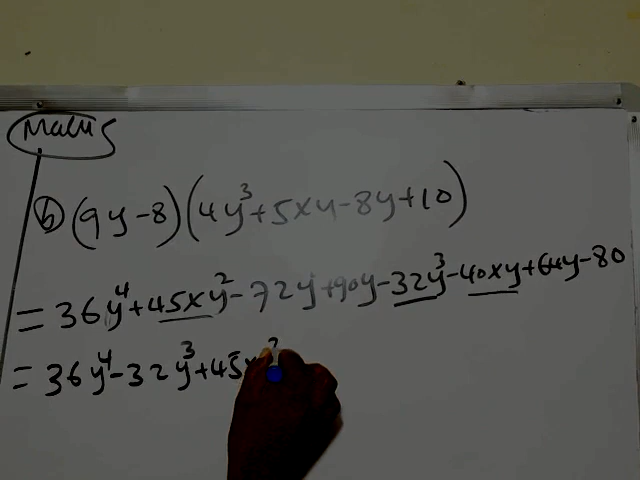 Maths
(b) (9y-8)(4y³+5xy-8y+10)
= 36y⁴+45xy²-72y²+90y-32y³-40xy+64y-80
= 36y⁴-32y³+45x